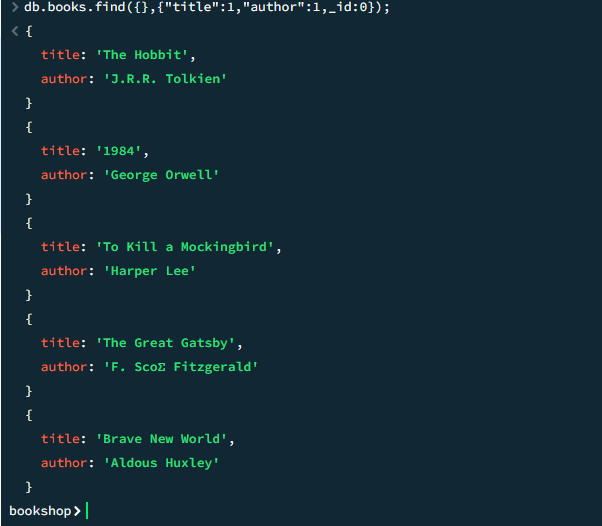 > db.books.find({},{"title":1,"author":1,_id:0});
< {
title: 'The Hobbit',
author: 'J.R.R. Tolkien'
}
{
title: '1984',
author: 'George Orwell'
}
{
title: 'To Kill a Mockingbird',
author: 'Harper Lee'
}
{
title: 'The Great Gatsby',
author: 'F. ScoΣ Fitzgerald'
}
{
title: 'Brave New World',
author: 'Aldous Huxley'
}
bookshop>